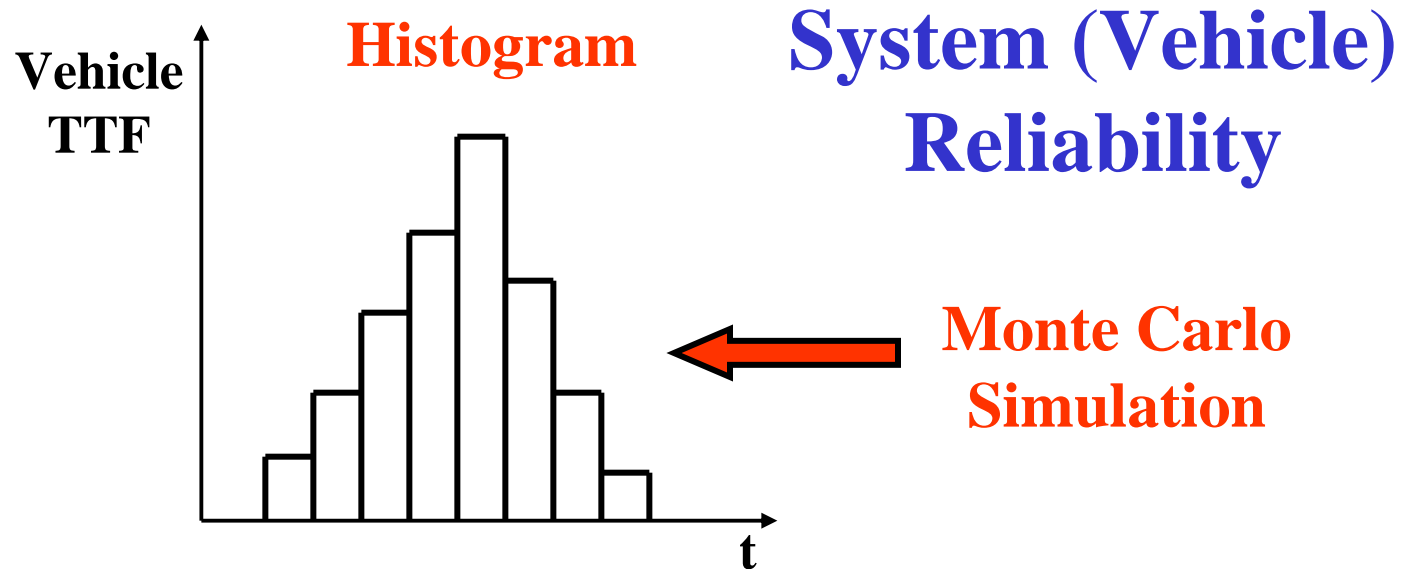 Histogram
System (Vehicle)
Reliability
Vehicle
TTF
Monte Carlo
Simulation
t